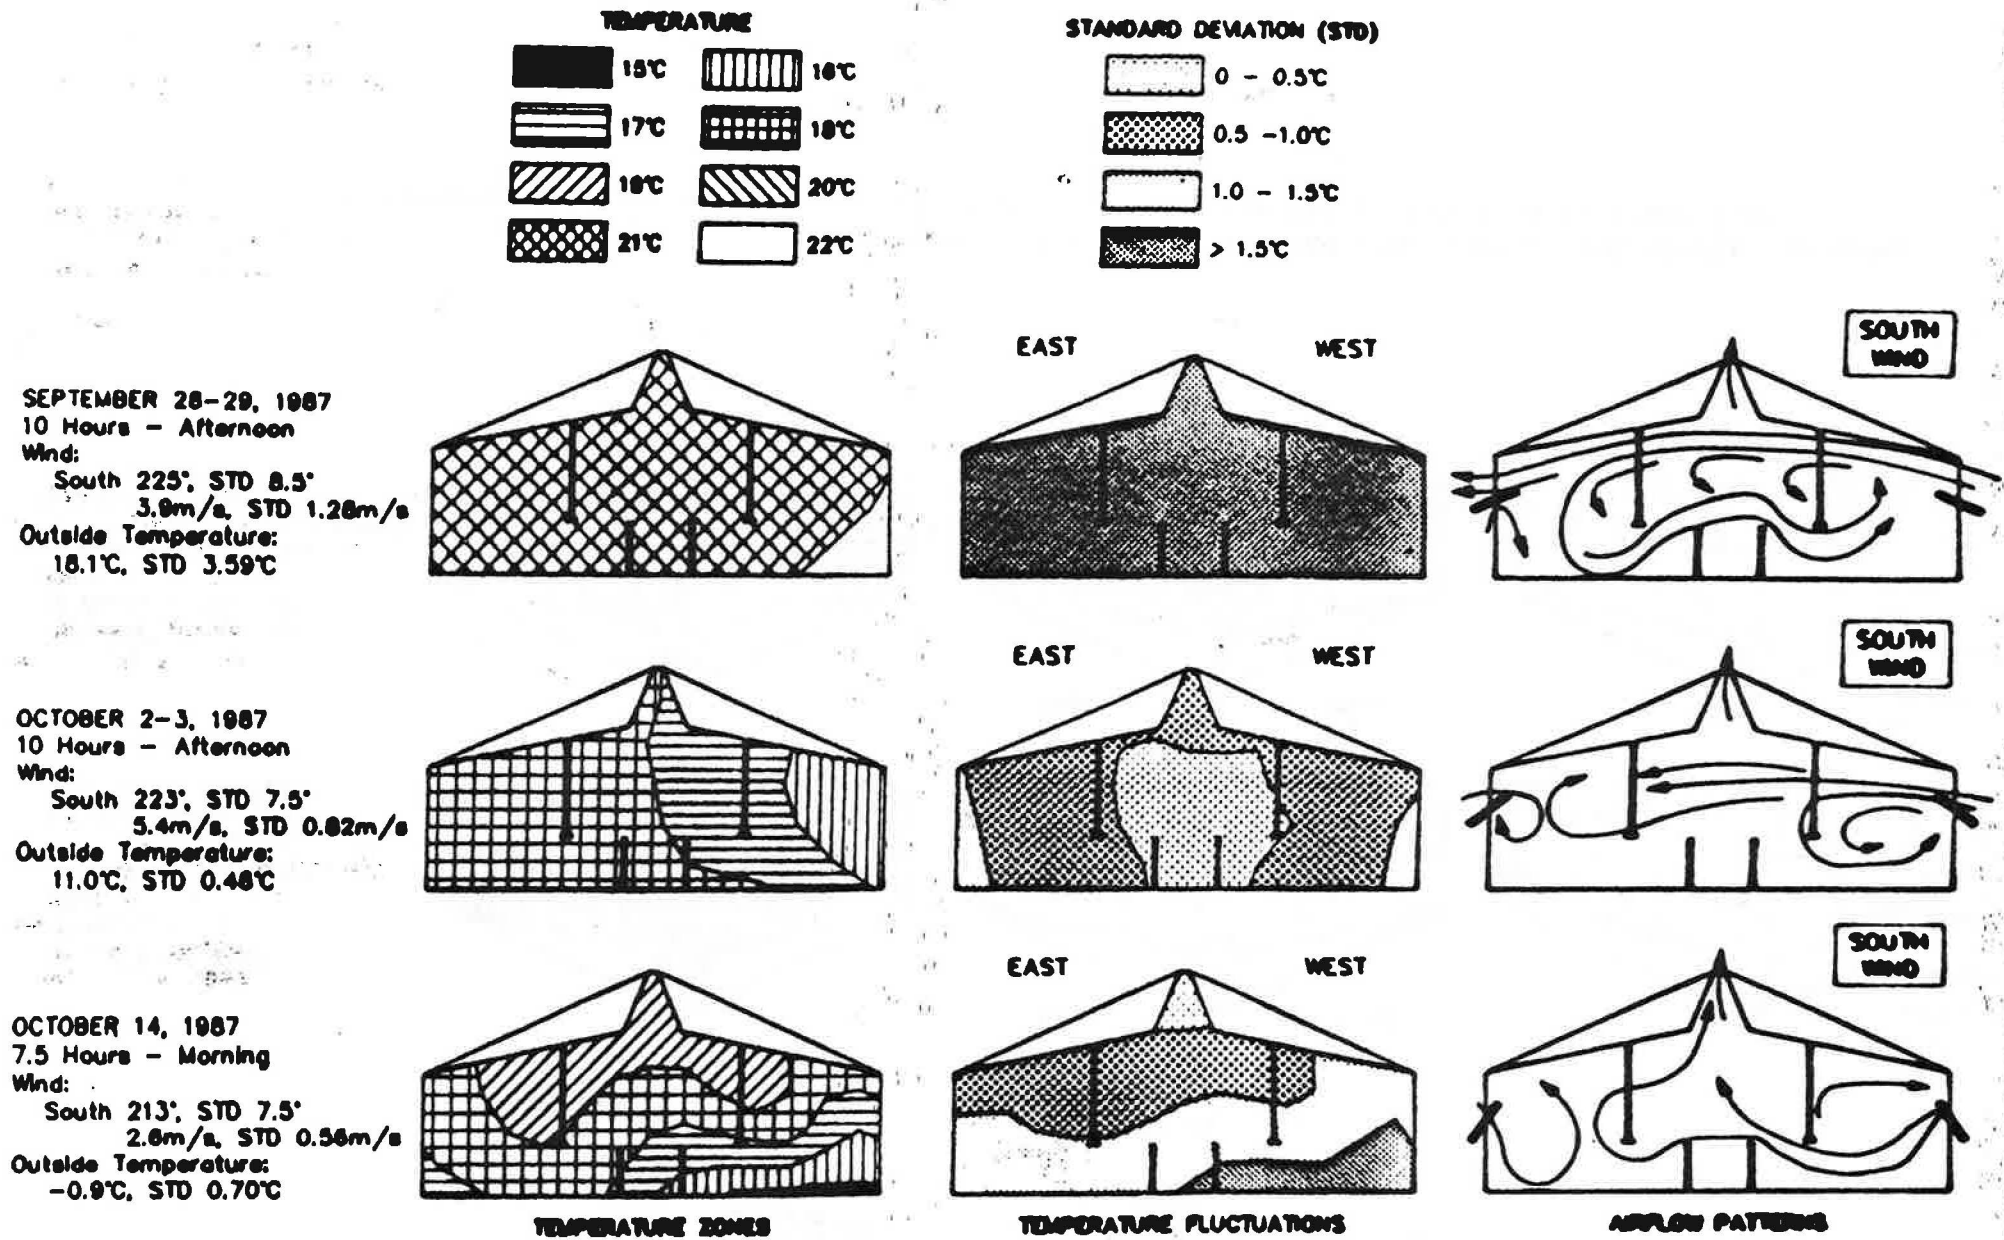 TEMPERATURE
15°C
16°C
17°C
18°C
19°C
20°C
21°C
22°C
STANDARD DEVIATION (STD)
0 - 0.5°C
0.5 -1.0°C
1.0 - 1.5°C
> 1.5°C
SEPTEMBER 28-29, 1987
10 Hours - Afternoon
Wind:
South 225°, STD 8.5°
3.9m/s, STD 1.28m/s
Outside Temperature:
18.1°C, STD 3.59°C
EAST
WEST
SOUTH
WIND
OCTOBER 2-3, 1987
10 Hours - Afternoon
Wind:
South 223°, STD 7.5°
5.4m/s, STD 0.82m/s
Outside Temperature:
11.0°C, STD 0.48°C
EAST
WEST
SOUTH
WIND
OCTOBER 14, 1987
7.5 Hours - Morning
Wind:
South 213°, STD 7.5°
2.6m/s, STD 0.56m/s
Outside Temperature:
-0.9°C, STD 0.70°C
EAST
WEST
SOUTH
WIND
TEMPERATURE ZONES
TEMPERATURE FLUCTUATIONS
AIRFLOW PATTERNS